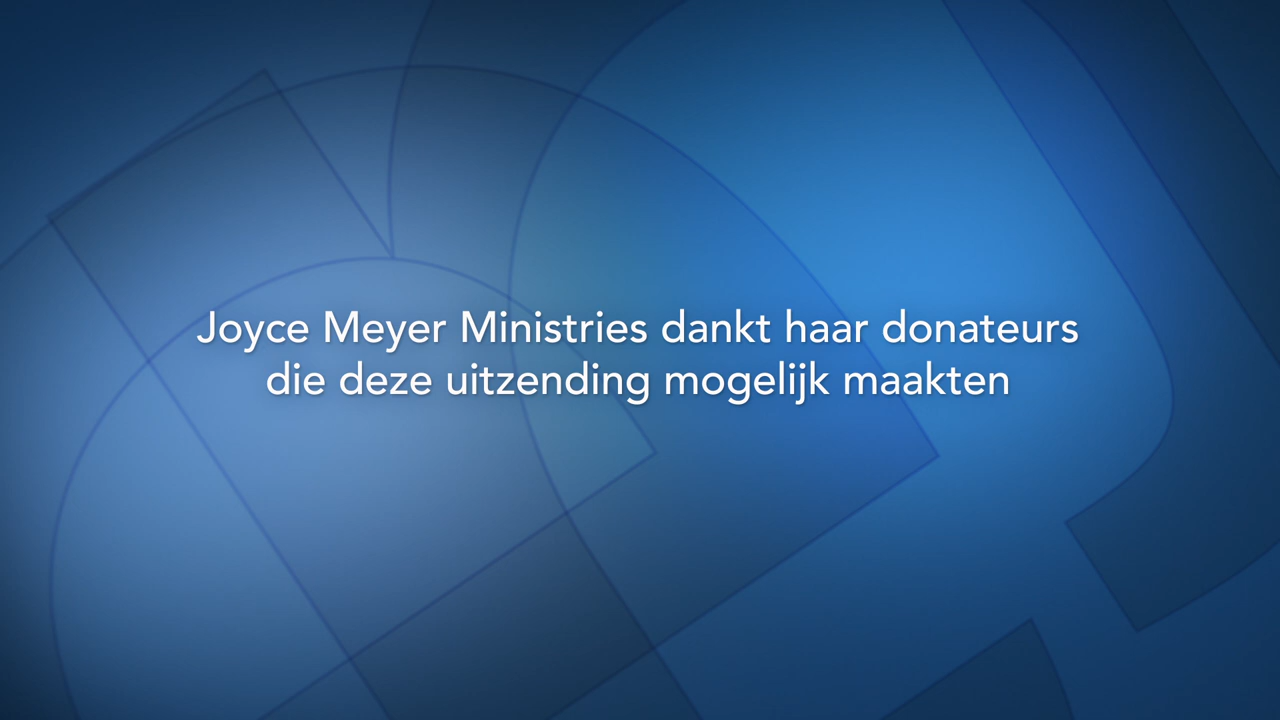 Joyce Meyer Ministries dankt haar donateurs
die deze uitzending mogelijk maakten